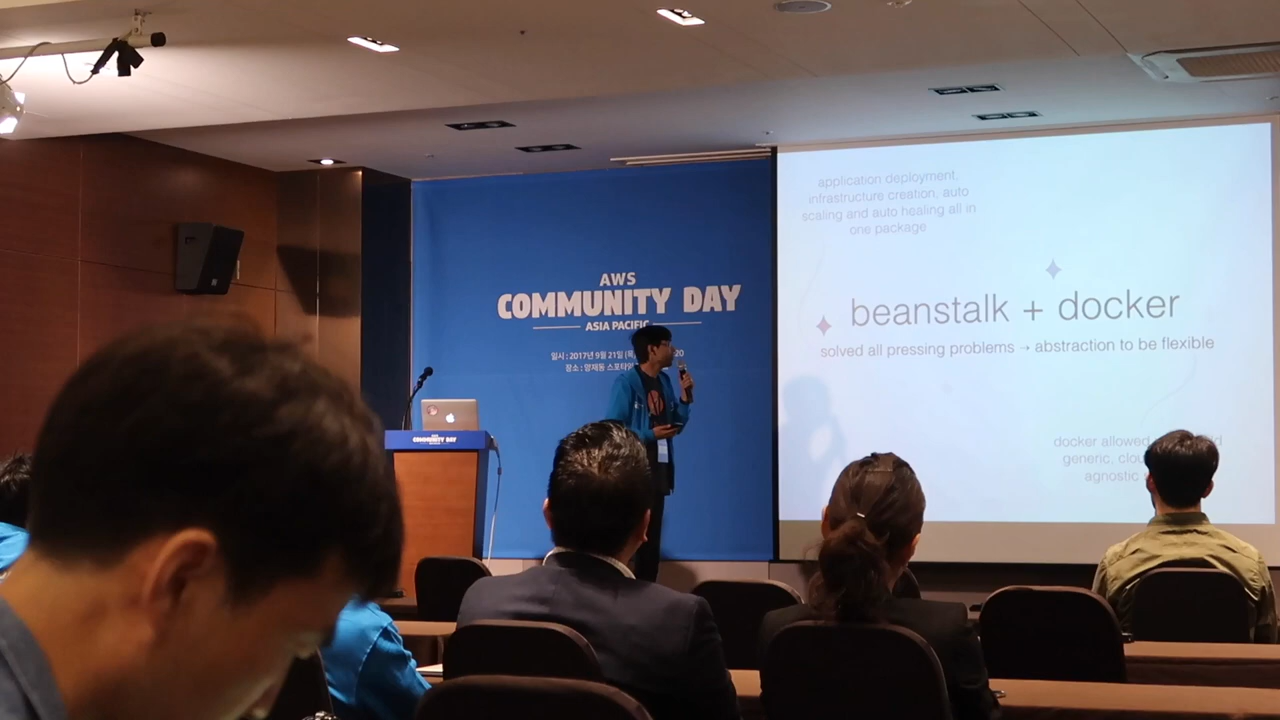 AWS
COMMUNITY DAY
ASIA PACIFIC
일시 : 2017년 9월 21일
장소 : 양재동
AWS
COMMUNITY DAY
application deployment,
infrastructure creation, auto
scaling and auto healing all in
one package
beanstalk + docker
solved all pressing problems → abstraction to be flexible
docker allowed
generic,
agnostic